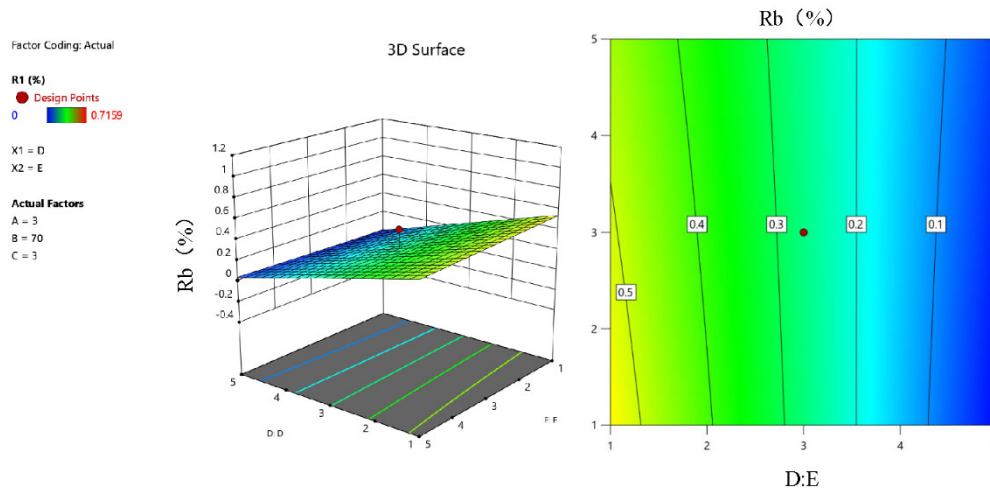 Factor Coding: Actual
R1 (%)
Design Points
0
0.7159
X1 = D
X2 = E
Actual Factors
A = 3
B = 70
C = 3
3D Surface
Rb（%）
1.2
1
0.8
0.6
0.4
0.2
0
-0.2
-0.4
5
4
3
2
1
D: D
5
4
3
2
1
E: E
Rb（%）
5
4
3
2
1
0.5
0.4
0.3
0.2
0.1
1
2
3
4
D:E